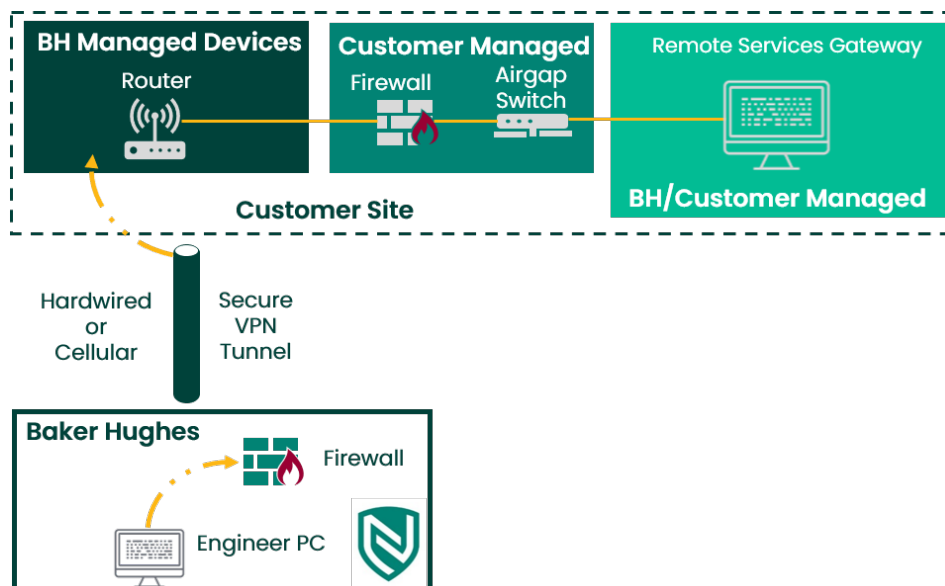 BH Managed Devices
Router
Customer Managed
Firewall
Airgap
Switch
Remote Services Gateway
BH/Customer Managed
Customer Site
Hardwired
or
Cellular
Secure
VPN
Tunnel
Baker Hughes
Firewall
Engineer PC